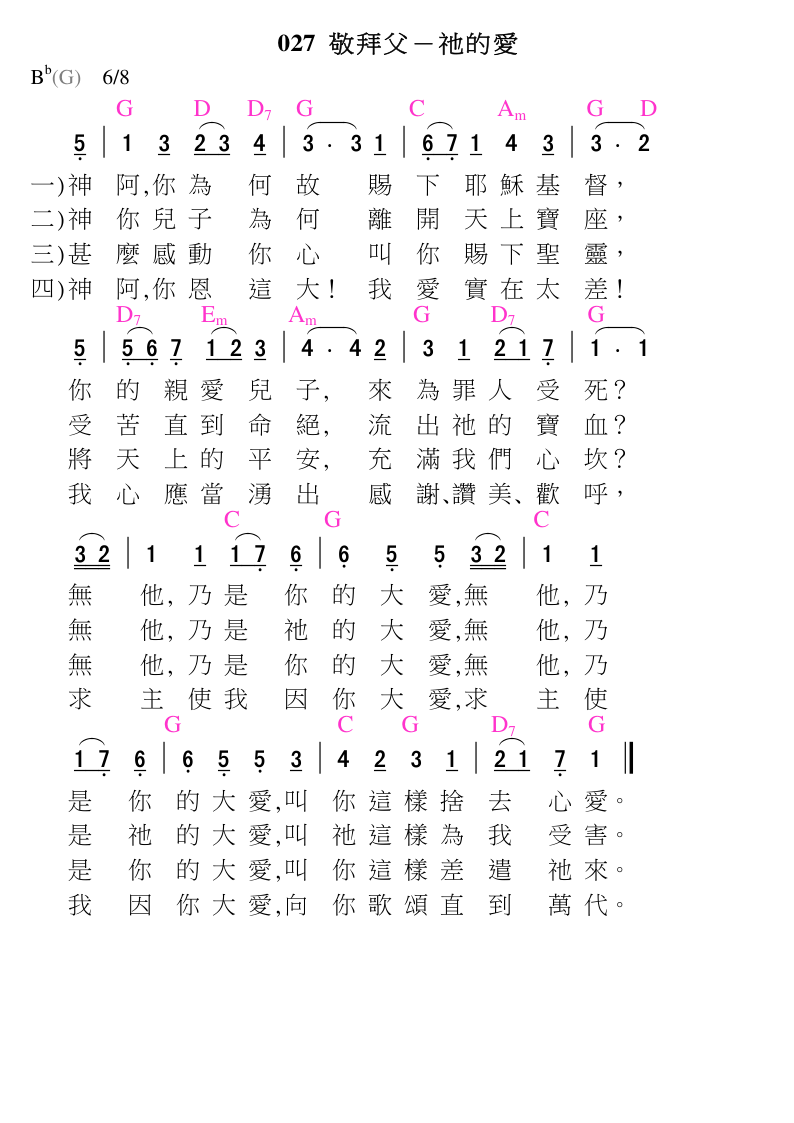 027 敬拜父－祂的愛
B♭(G) 6/8
G D D7 G C Am G D
5 | 1 3 2 3 4 | 3 · 3 1 | 6 7 1 4 3 | 3 · 2
一)神 阿,你 為 何 故 賜 下 耶 穌 基 督，
二)神 你 兒 子 為 何 離 開 天 上 寶 座，
三)甚 麼 感 動 你 心 叫 你 賜 下 聖 靈，
四)神 阿,你 恩 這 大! 我 愛 實 在 太 差!
D7 Em Am G D7 G
5 | 5 6 7 1 2 3 | 4 · 4 2 | 3 1 2 1 7 | 1 · 1
你 的 親 愛 兒 子, 來 為 罪 人 受 死?
受 苦 直 到 命 絕, 流 出 祂 的 寶 血?
將 天 上 的 平 安, 充 滿 我 們 心 坎?
我 心 應 當 湧 出 感 謝、讚 美、歡 呼，
C G C
3 2 | 1 1 1 7 6 | 6 5 5 3 2 | 1 1
無 他, 乃 是 你 的 大 愛,無 他, 乃
無 他, 乃 是 祂 的 大 愛,無 他, 乃
無 他, 乃 是 你 的 大 愛,無 他, 乃
求 主 使 我 因 你 大 愛,求 主 使
G C G D7 G
1 7 6 | 6 5 5 3 | 4 2 3 1 | 2 1 7 1 ‖
是 你 的 大 愛,叫 你 這 樣 捨 去 心 愛。
是 祂 的 大 愛,叫 祂 這 樣 為 我 受 害。
是 你 的 大 愛,叫 你 這 樣 差 遣 祂 來。
我 因 你 大 愛,向 你 歌 頌 直 到 萬 代。